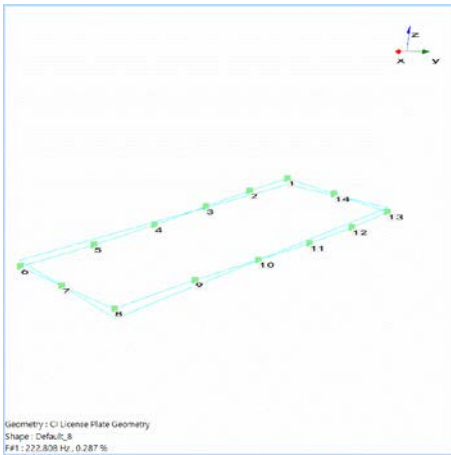 z
x y
1
2
14
3
13
4
12
5
11
10
6
7
9
8
Geometry : CI License Plate Geometry
Shape : Default_8
F#1 : 222.808 Hz , 0.287 %